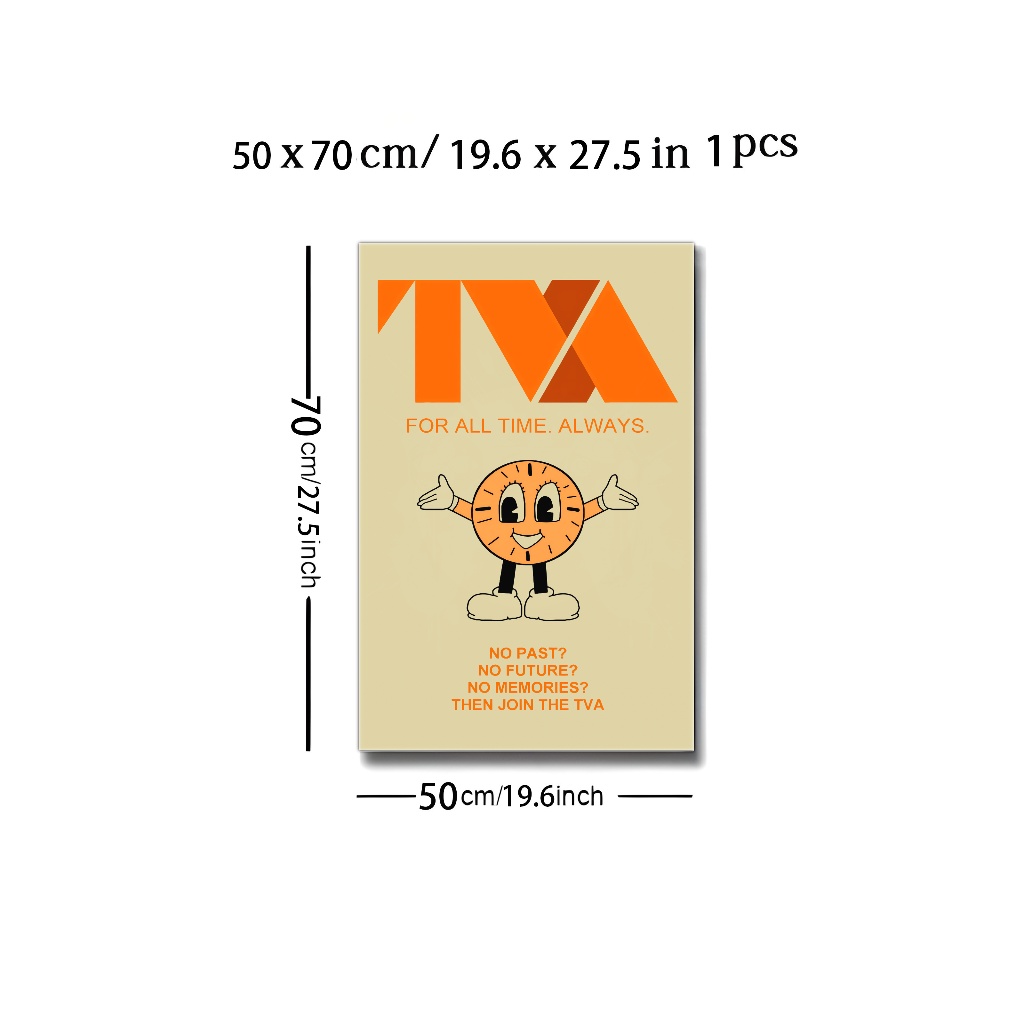 50 x 70 cm/ 19.6 x 27.5 in 1 pcs
TVA
FOR ALL TIME. ALWAYS.
70cm/27.5inch
NO PAST?
NO FUTURE?
NO MEMORIES?
THEN JOIN THE TVA
50cm/19.6inch